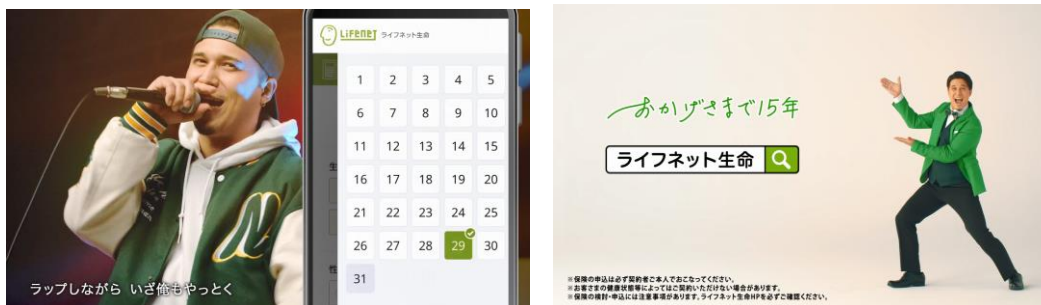 LIFENET ライフネット生命
1 2 3 4 5
6 7 8 9 10
11 12 13 14 15
生
16 17 18 19 20
21 22 23 24 25
26 27 28 29 30
性
31
ラップしながら いざ俺もやっとく
おかげさまで15年
ライフネット生命
※保険の申込は必ず契約者ご本人でおこなってください。
※お客さまの健康状態等によってはご契約いただけない場合があります。
※保険の検討・申込には注意事項があります。ライフネット生命HPを必ずご確認ください。